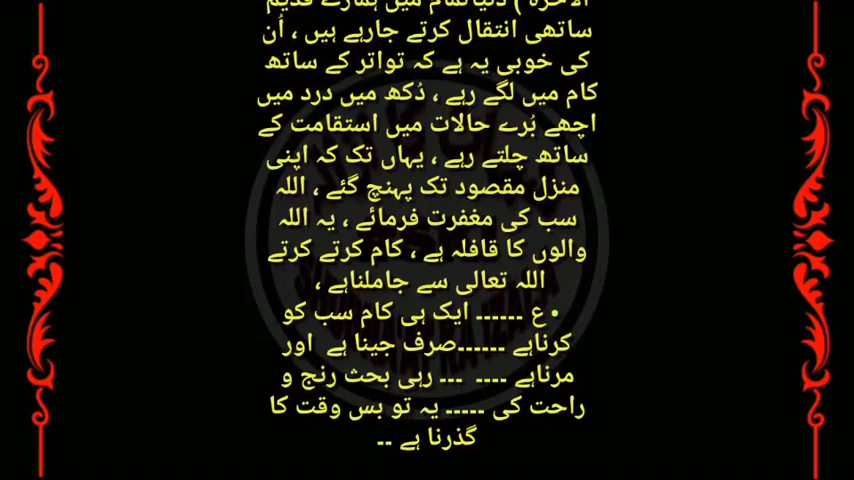 الآخرہ ) دنیا تمام میں ہمارے قدیم
ساتھی انتقال کرتے جارہے ہیں ، اُن
کی خوبی یہ ہے کہ تواتر کے ساتھ
کام میں لگے رہے ، دُکھ میں درد میں
اچھے بُرے حالات میں استقامت کے
ساتھ چلتے رہے ، یہاں تک کہ اپنی
منزل مقصود تک پہنچ گئے ، اللہ
سب کی مغفرت فرمائے ، یہ اللہ
والوں کا قافلہ ہے ، کام کرتے کرتے
اللہ تعالی سے جاملناہے ،
• ع ۔۔۔۔۔۔ ایک ہی کام سب کو
کرناہے ۔۔۔۔۔۔صرف جینا ہے اور
مرناہے ۔۔۔۔ ۔۔۔ رہی بحث رنج و
راحت کی ۔۔۔۔۔ یہ تو بس وقت کا
گذرنا ہے ۔۔